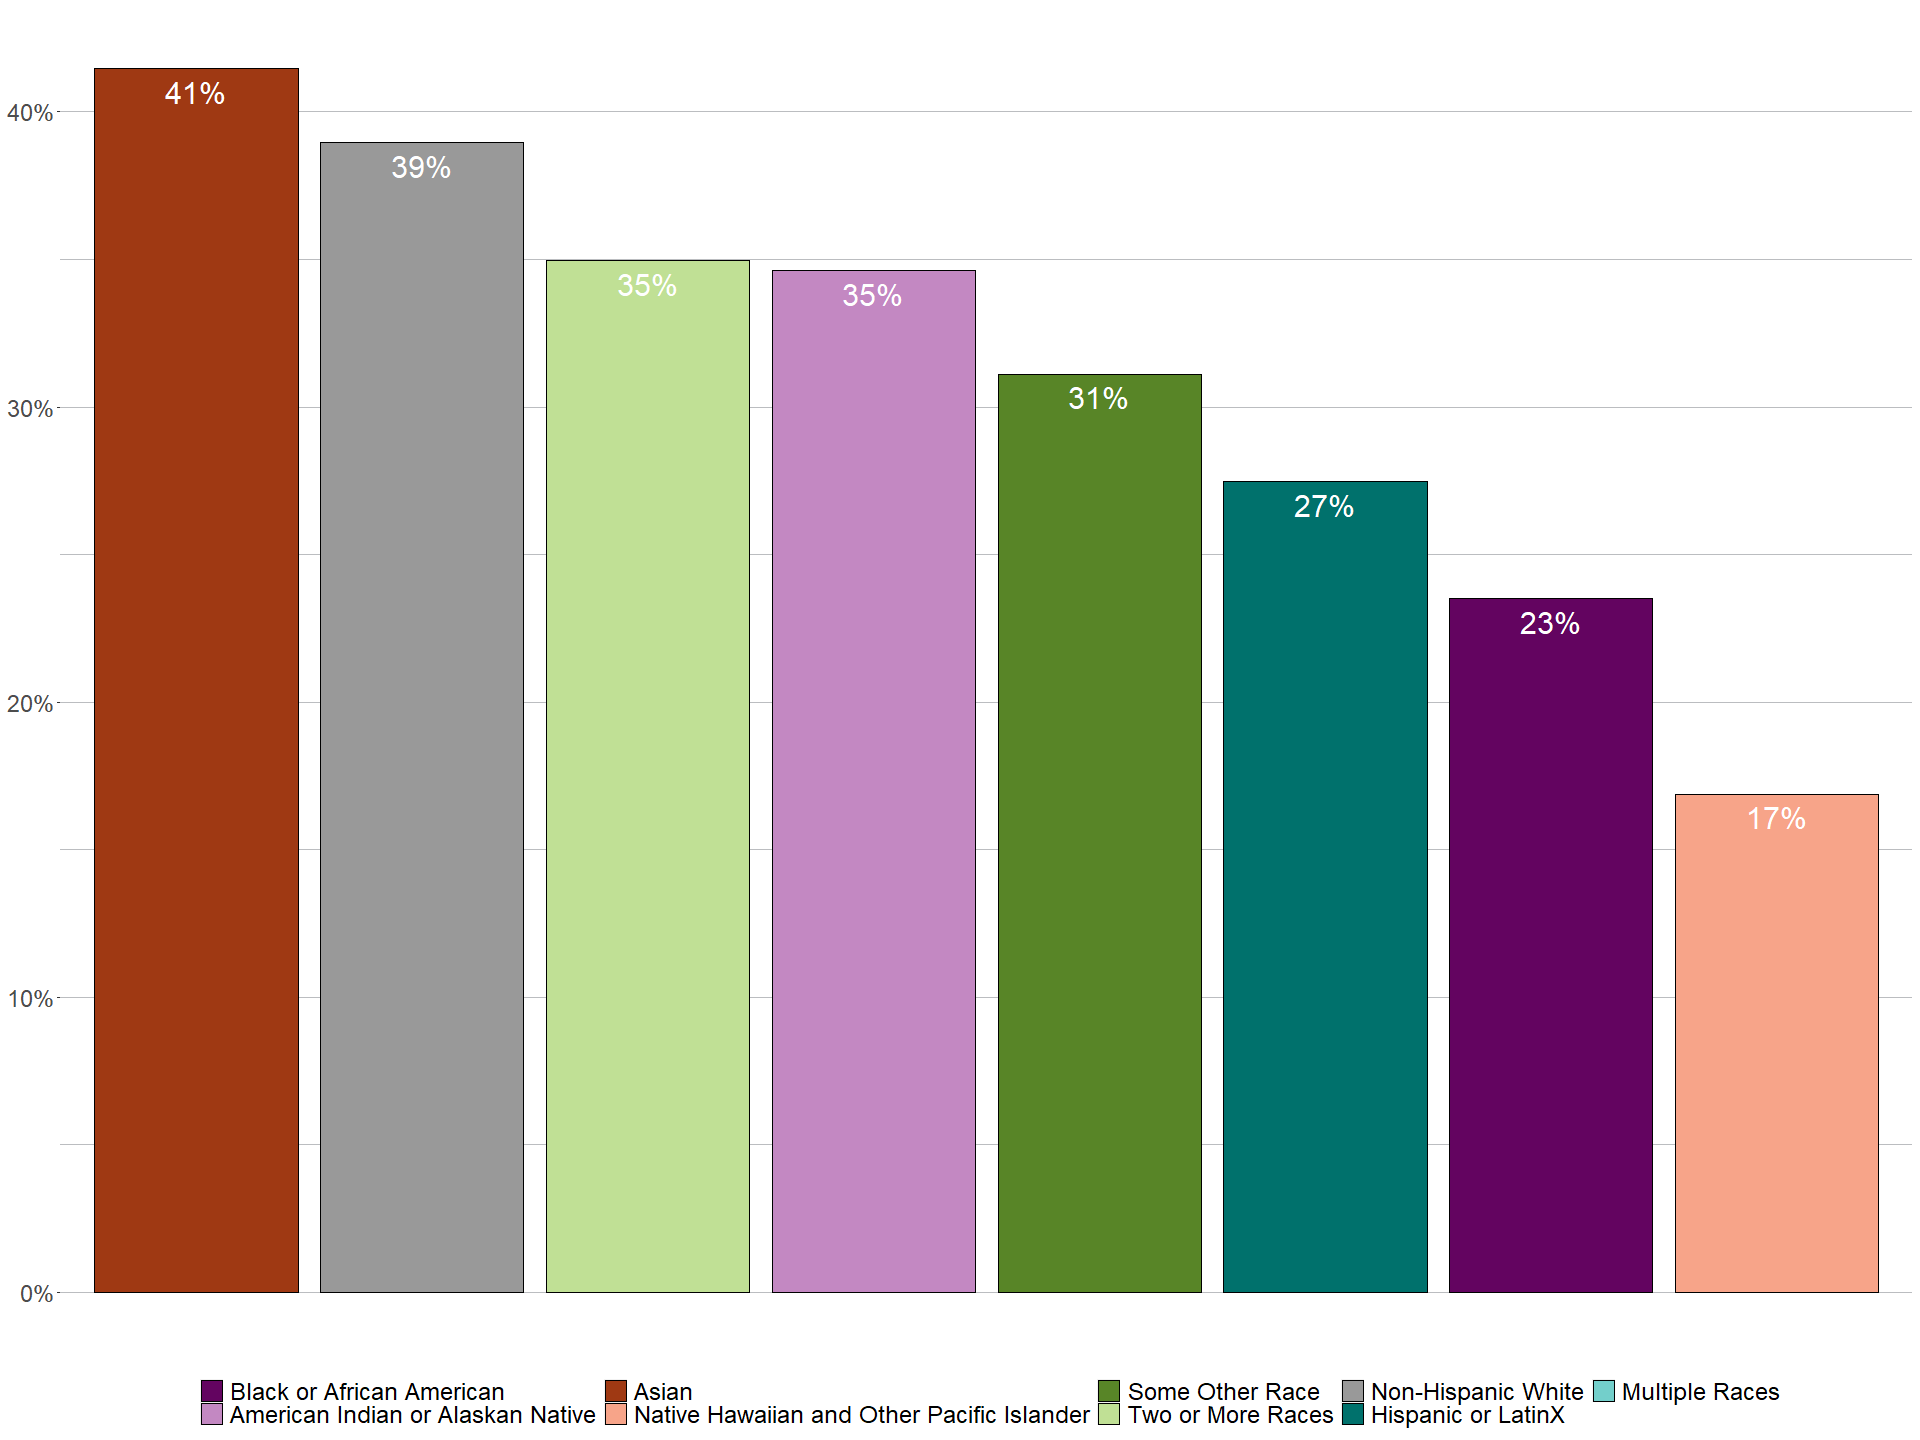 41%
40%
39%
35%
35%
31%
30%
27%
23%
20%
17%
10%
0%
Black or African American
Asian
Some Other Race
Non-Hispanic White
Multiple Races
American Indian or Alaskan Native
Native Hawaiian and Other Pacific Islander
Two or More Races
Hispanic or LatinX